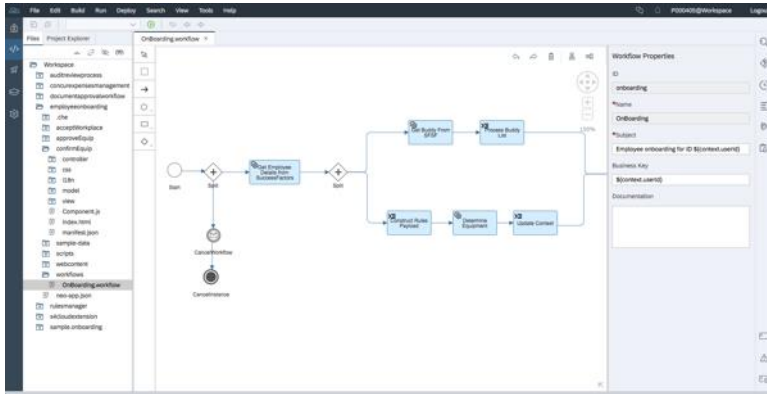 File Edit Build Run Deploy Search View Tools Help
P000405@Workspace Logout
Files Project Explorer
OnBoarding.workflow ×
Workspace
auditreviewprocess
concurexpensesmanagement
documentapprovalworkflow
employeeonboarding
.che
acceptWorkplace
approveEquip
confirmEquip
controller
css
i18n
model
view
Component.js
index.html
manifest.json
sample-data
scripts
webcontent
workflows
OnBoarding.workflow
neo-app.json
rulesmanager
s4cloudextension
sample.onboarding
Start
Split
Get Employee
Details from
SuccessFactors
Split
Get Buddy From
SFSF
Process Buddy
List
Construct Rules
Payload
Determine
Equipment
Update Context
CancelWorkflow
CancelInstance
100%
Workflow Properties
ID
onboarding
*Name
OnBoarding
*Subject
Employee onboarding for ID ${context.userId}
Business Key
${context.userId}
Documentation